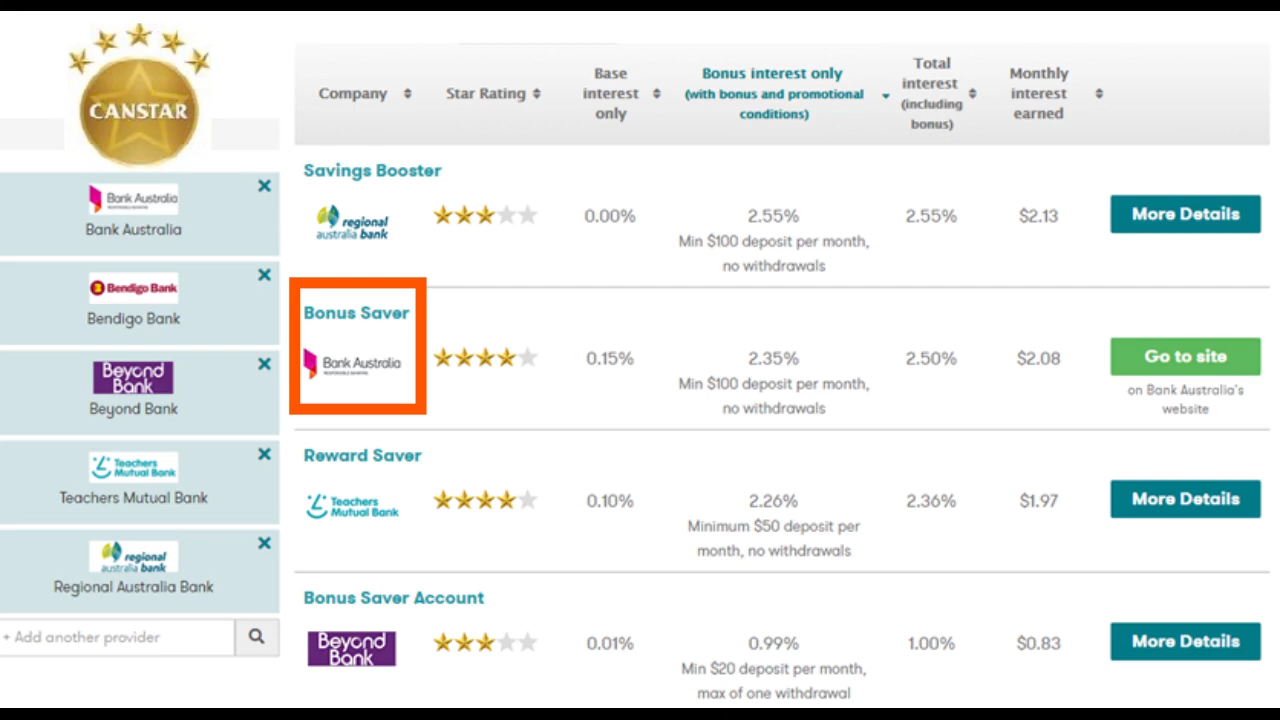 CANSTAR
Bank Australia
RESPONSIBLE BANKING
Bank Australia
Bendigo Bank
Bendigo Bank
Beyond
Bank
Beyond Bank
Teachers
Mutual Bank
Teachers Mutual Bank
regional
australia bank
Regional Australia Bank
+ Add another provider
Company
Star Rating
Base
interest
only
Bonus interest only
(with bonus and promotional
conditions)
Total
interest
(including
bonus)
Monthly
interest
earned
Savings Booster
regional
australia bank
0.00%
2.55%
Min $100 deposit per month,
no withdrawals
2.55%
$2.13
More Details
Bonus Saver
Bank Australia
RESPONSIBLE BANKING
0.15%
2.35%
Min $100 deposit per month,
no withdrawals
2.50%
$2.08
Go to site
on Bank Australia's
website
Reward Saver
Teachers
Mutual Bank
0.10%
2.26%
Minimum $50 deposit per
month, no withdrawals
2.36%
$1.97
More Details
Bonus Saver Account
Beyond
Bank
0.01%
0.99%
Min $20 deposit per month,
max of one withdrawal
1.00%
$0.83
More Details